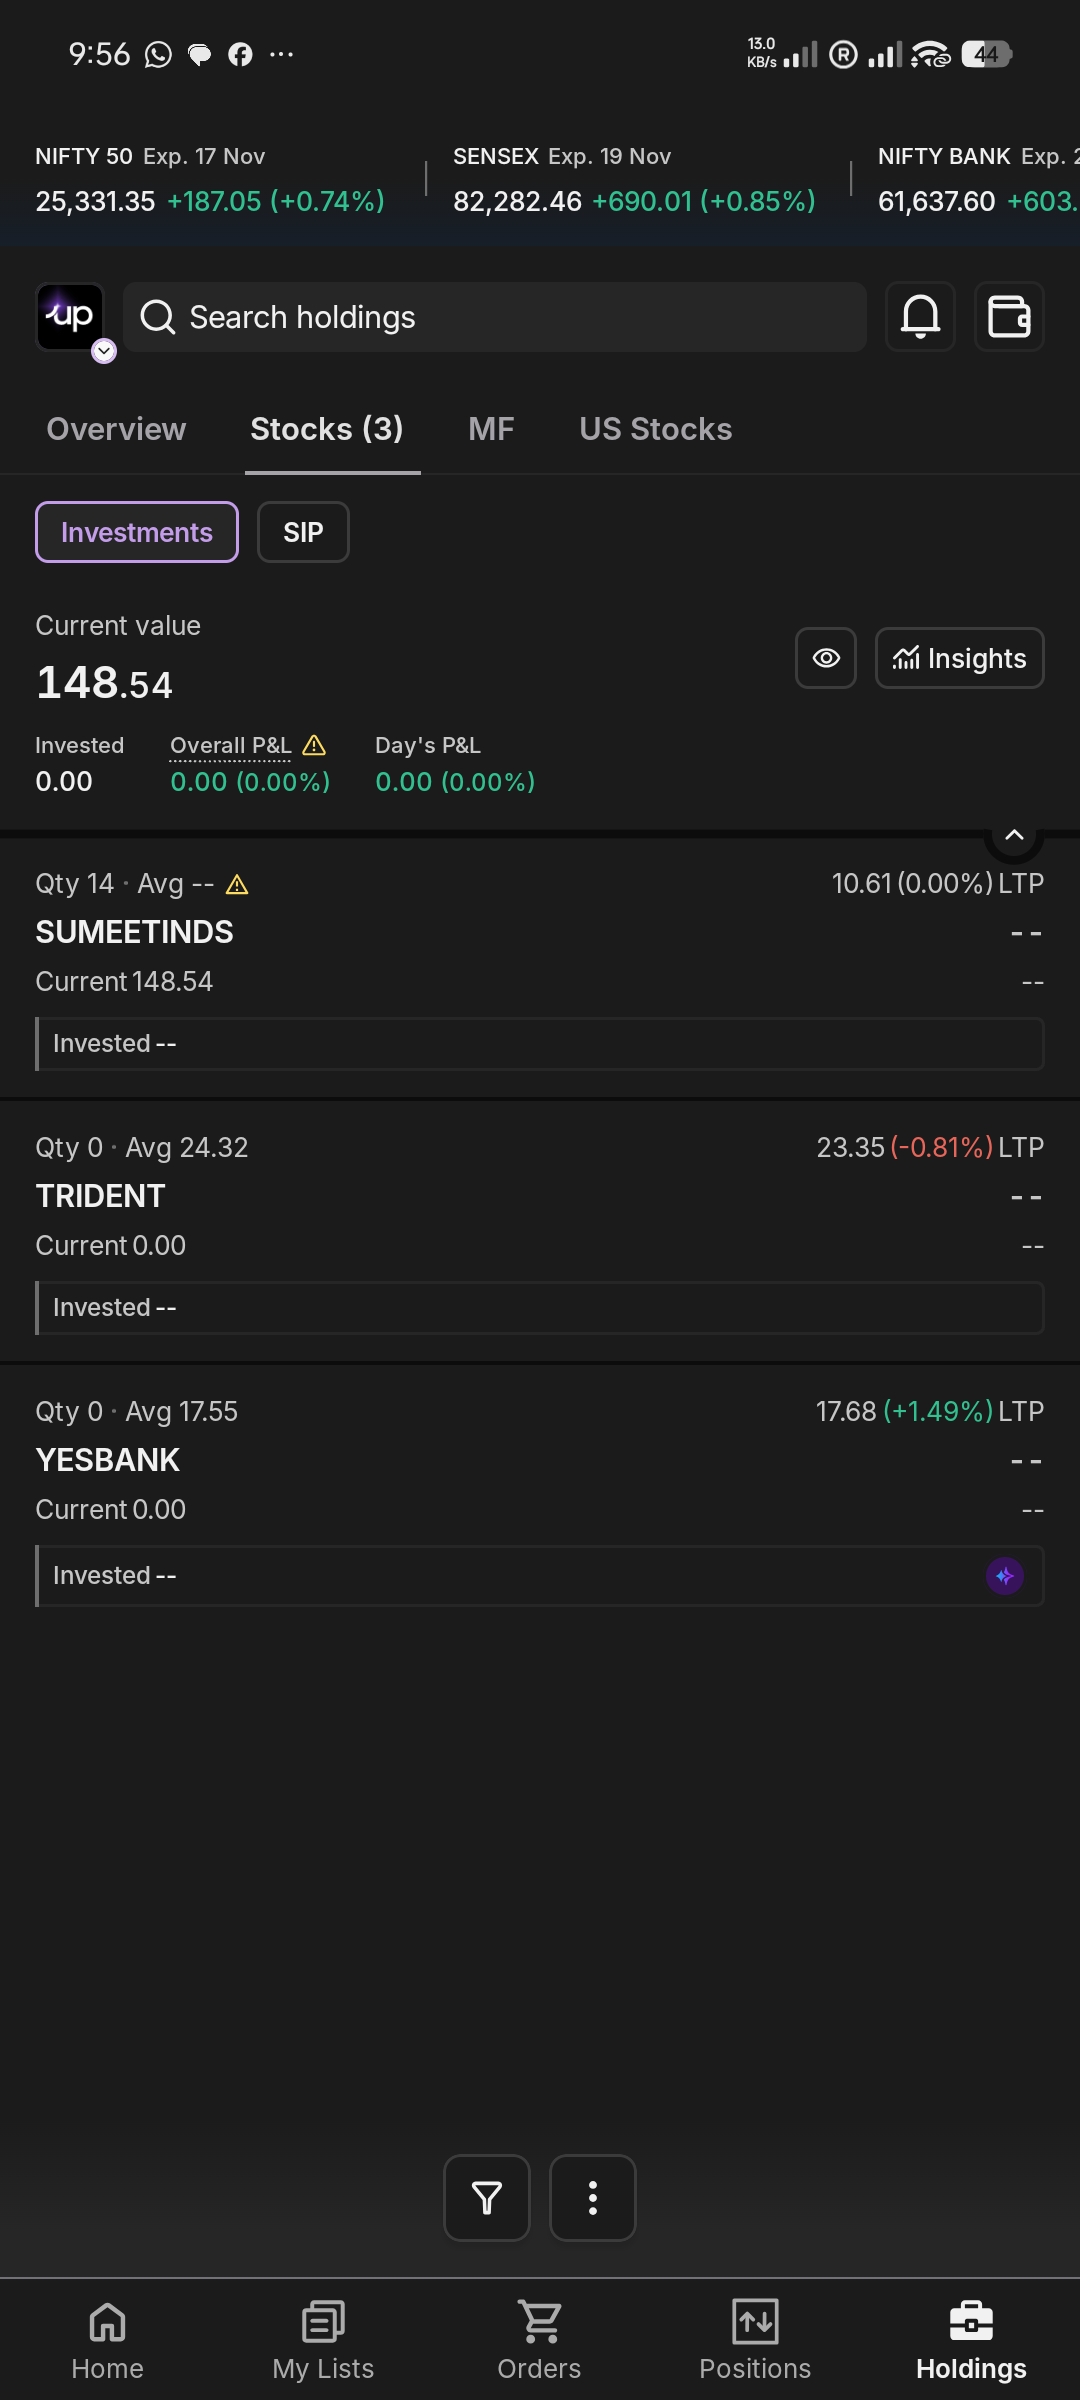 9:56 ... 13.0 KB/s R 44
NIFTY 50 Exp. 17 Nov
25,331.35 +187.05 (+0.74%)
SENSEX Exp. 19 Nov
82,282.46 +690.01 (+0.85%)
NIFTY BANK Exp. 2
61,637.60 +603.
up Search holdings
Overview Stocks (3) MF US Stocks
Investments SIP
Current value
148.54
Insights
Invested Overall P&L Day's P&L
0.00 0.00 (0.00%) 0.00 (0.00%)
Qty 14 · Avg -- 10.61 (0.00%) LTP
SUMEETINDS --
Current 148.54 --
Invested --
Qty 0 · Avg 24.32 23.35 (-0.81%) LTP
TRIDENT --
Current 0.00 --
Invested --
Qty 0 · Avg 17.55 17.68 (+1.49%) LTP
YESBANK --
Current 0.00 --
Invested --
Home My Lists Orders Positions Holdings